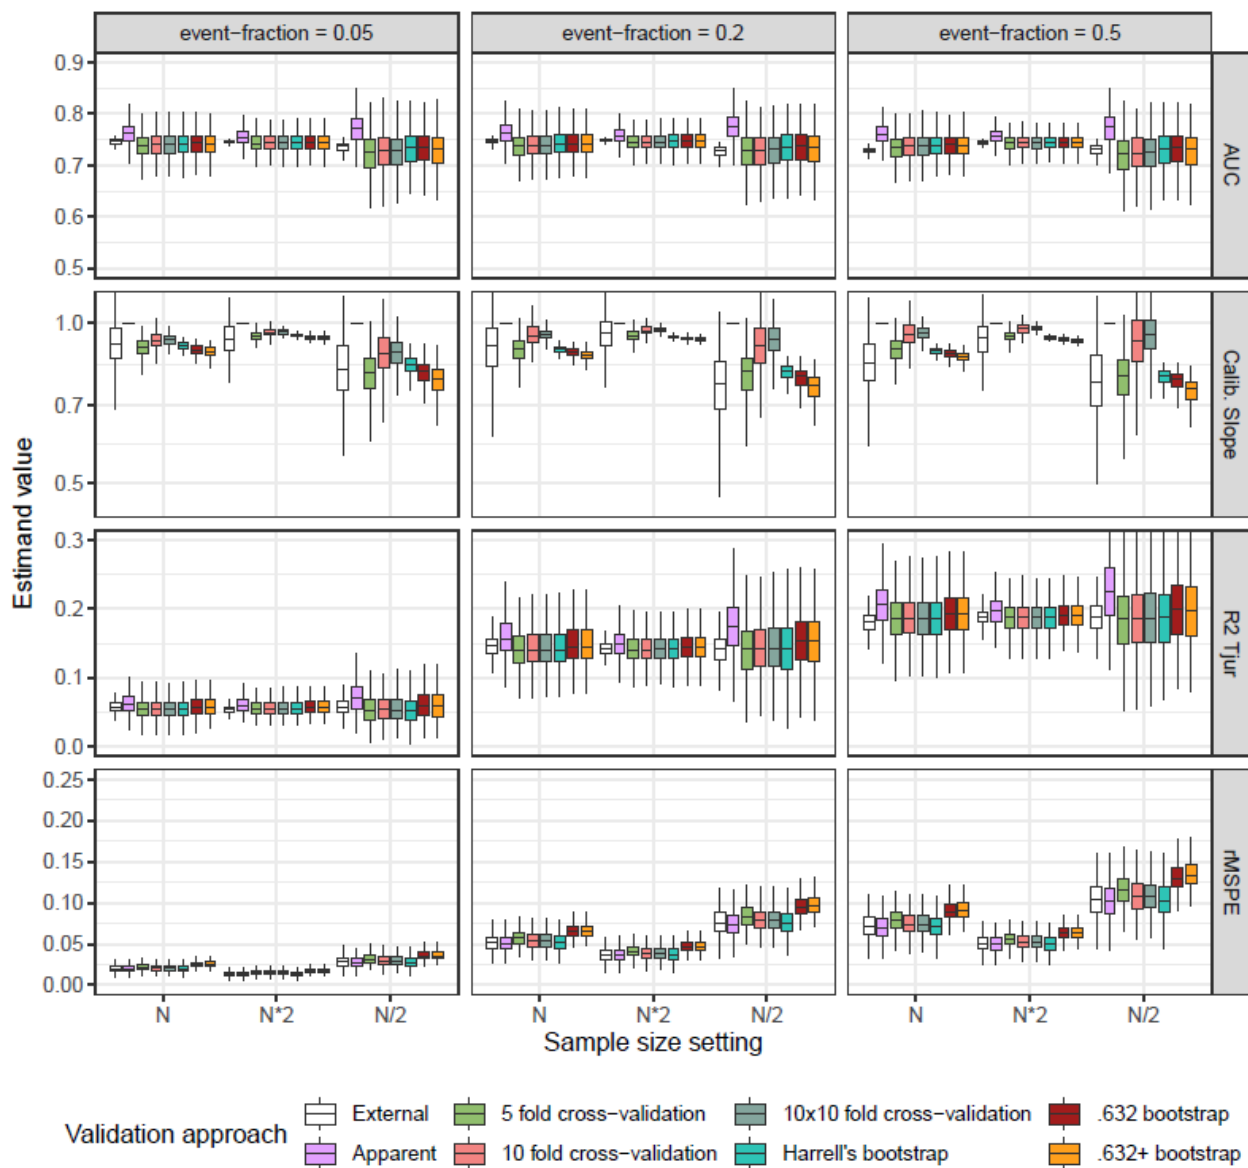 event-fraction = 0.05 event-fraction = 0.2 event-fraction = 0.5
0.9
0.8
0.7
0.6
0.5
AUC
1.0
0.7
0.5
Calib. Slope
0.3
0.2
0.1
0.0
R2 Tjur
0.25
0.20
0.15
0.10
0.05
0.00
rMSPE
Estimand value
N N*2 N/2 N N*2 N/2 N N*2 N/2
Sample size setting
Validation approach
External 5 fold cross-validation 10x10 fold cross-validation .632 bootstrap
Apparent 10 fold cross-validation Harrell's bootstrap .632+ bootstrap